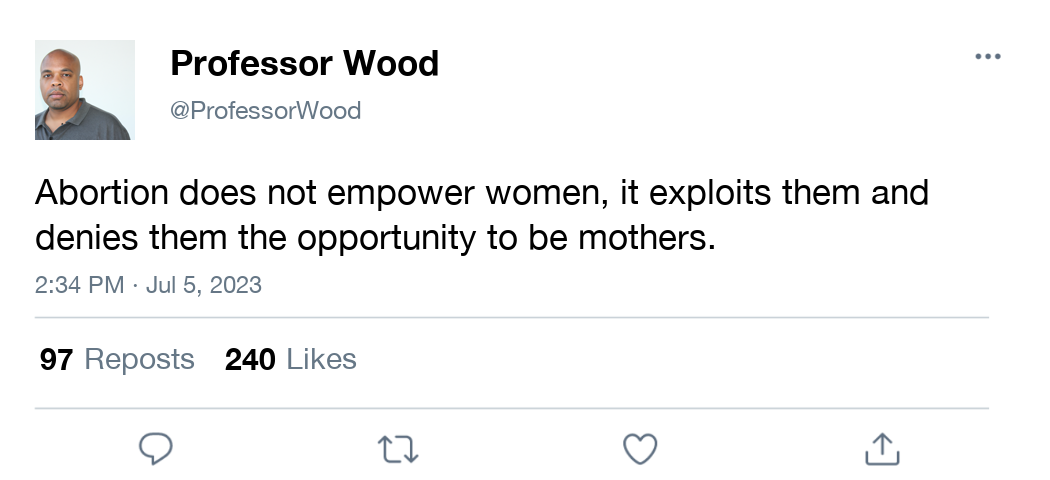 Professor Wood
@ProfessorWood
Abortion does not empower women, it exploits them and
denies them the opportunity to be mothers.
2:34 PM · Jul 5, 2023
97 Reposts 240 Likes